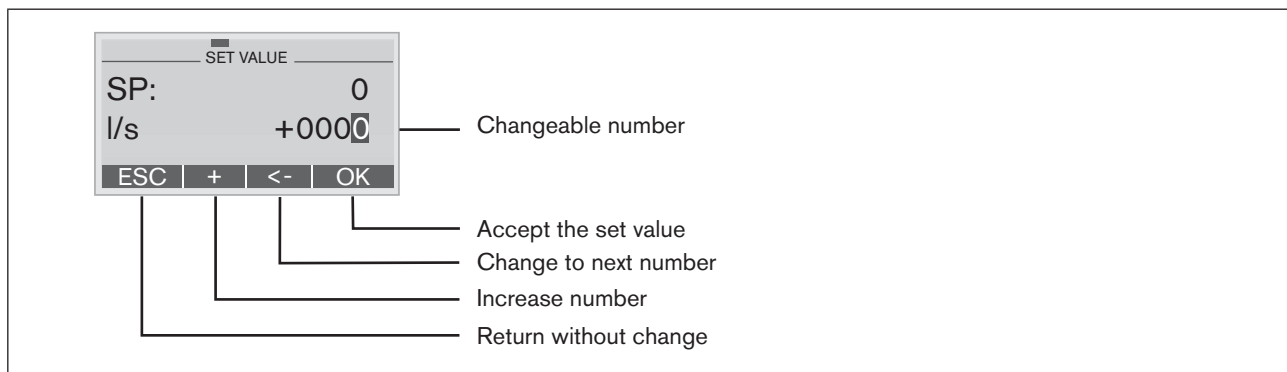 SET VALUE
SP: 0
l/s +0000
Changeable number
ESC + <- OK
Accept the set value
Change to next number
Increase number
Return without change